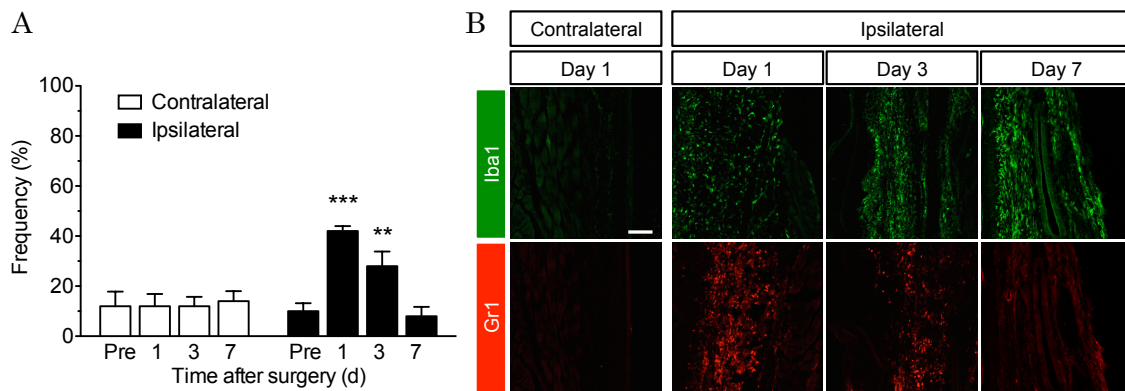 A
Frequency (%)
100
80
60
40
20
0
Contralateral
Ipsilateral
***
**
Pre 1 3 7 Pre 1 3 7
Time after surgery (d)
B
Contralateral Ipsilateral
Day 1 Day 1 Day 3 Day 7
Iba1
Gr1